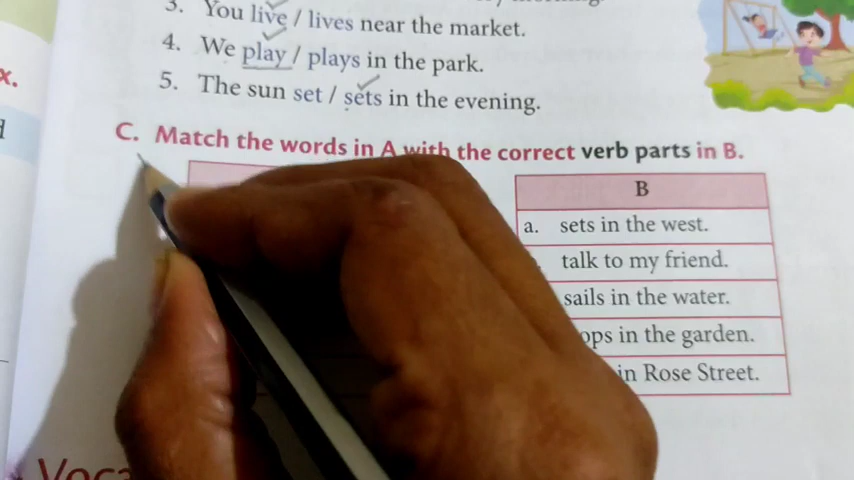 3. You live / lives near the market.
4. We play / plays in the park.
5. The sun set / sets in the evening.
C. Match the words in A with the correct verb parts in B.
B
a. sets in the west.
talk to my friend.
sails in the water.
in the garden.
in Rose Street.